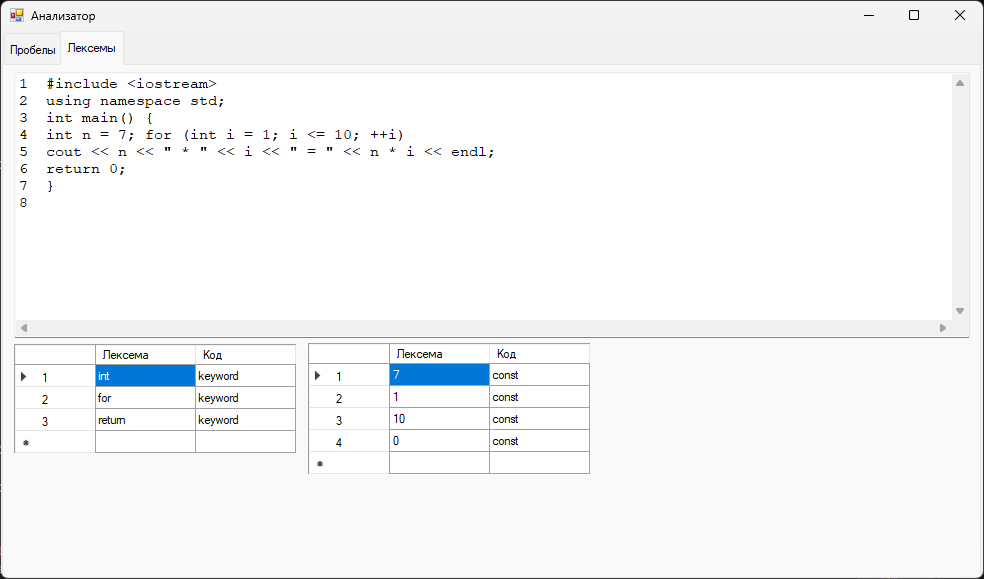 Анализатор
Пробелы Лексемы
1 #include <iostream>
2 using namespace std;
3 int main() {
4 int n = 7; for (int i = 1; i <= 10; ++i)
5 cout << n << " * " << i << " = " << n * i << endl;
6 return 0;
7 }
8
Лексема Код
1 int keyword
2 for keyword
3 return keyword
Лексема Код
1 7 const
2 1 const
3 10 const
4 0 const